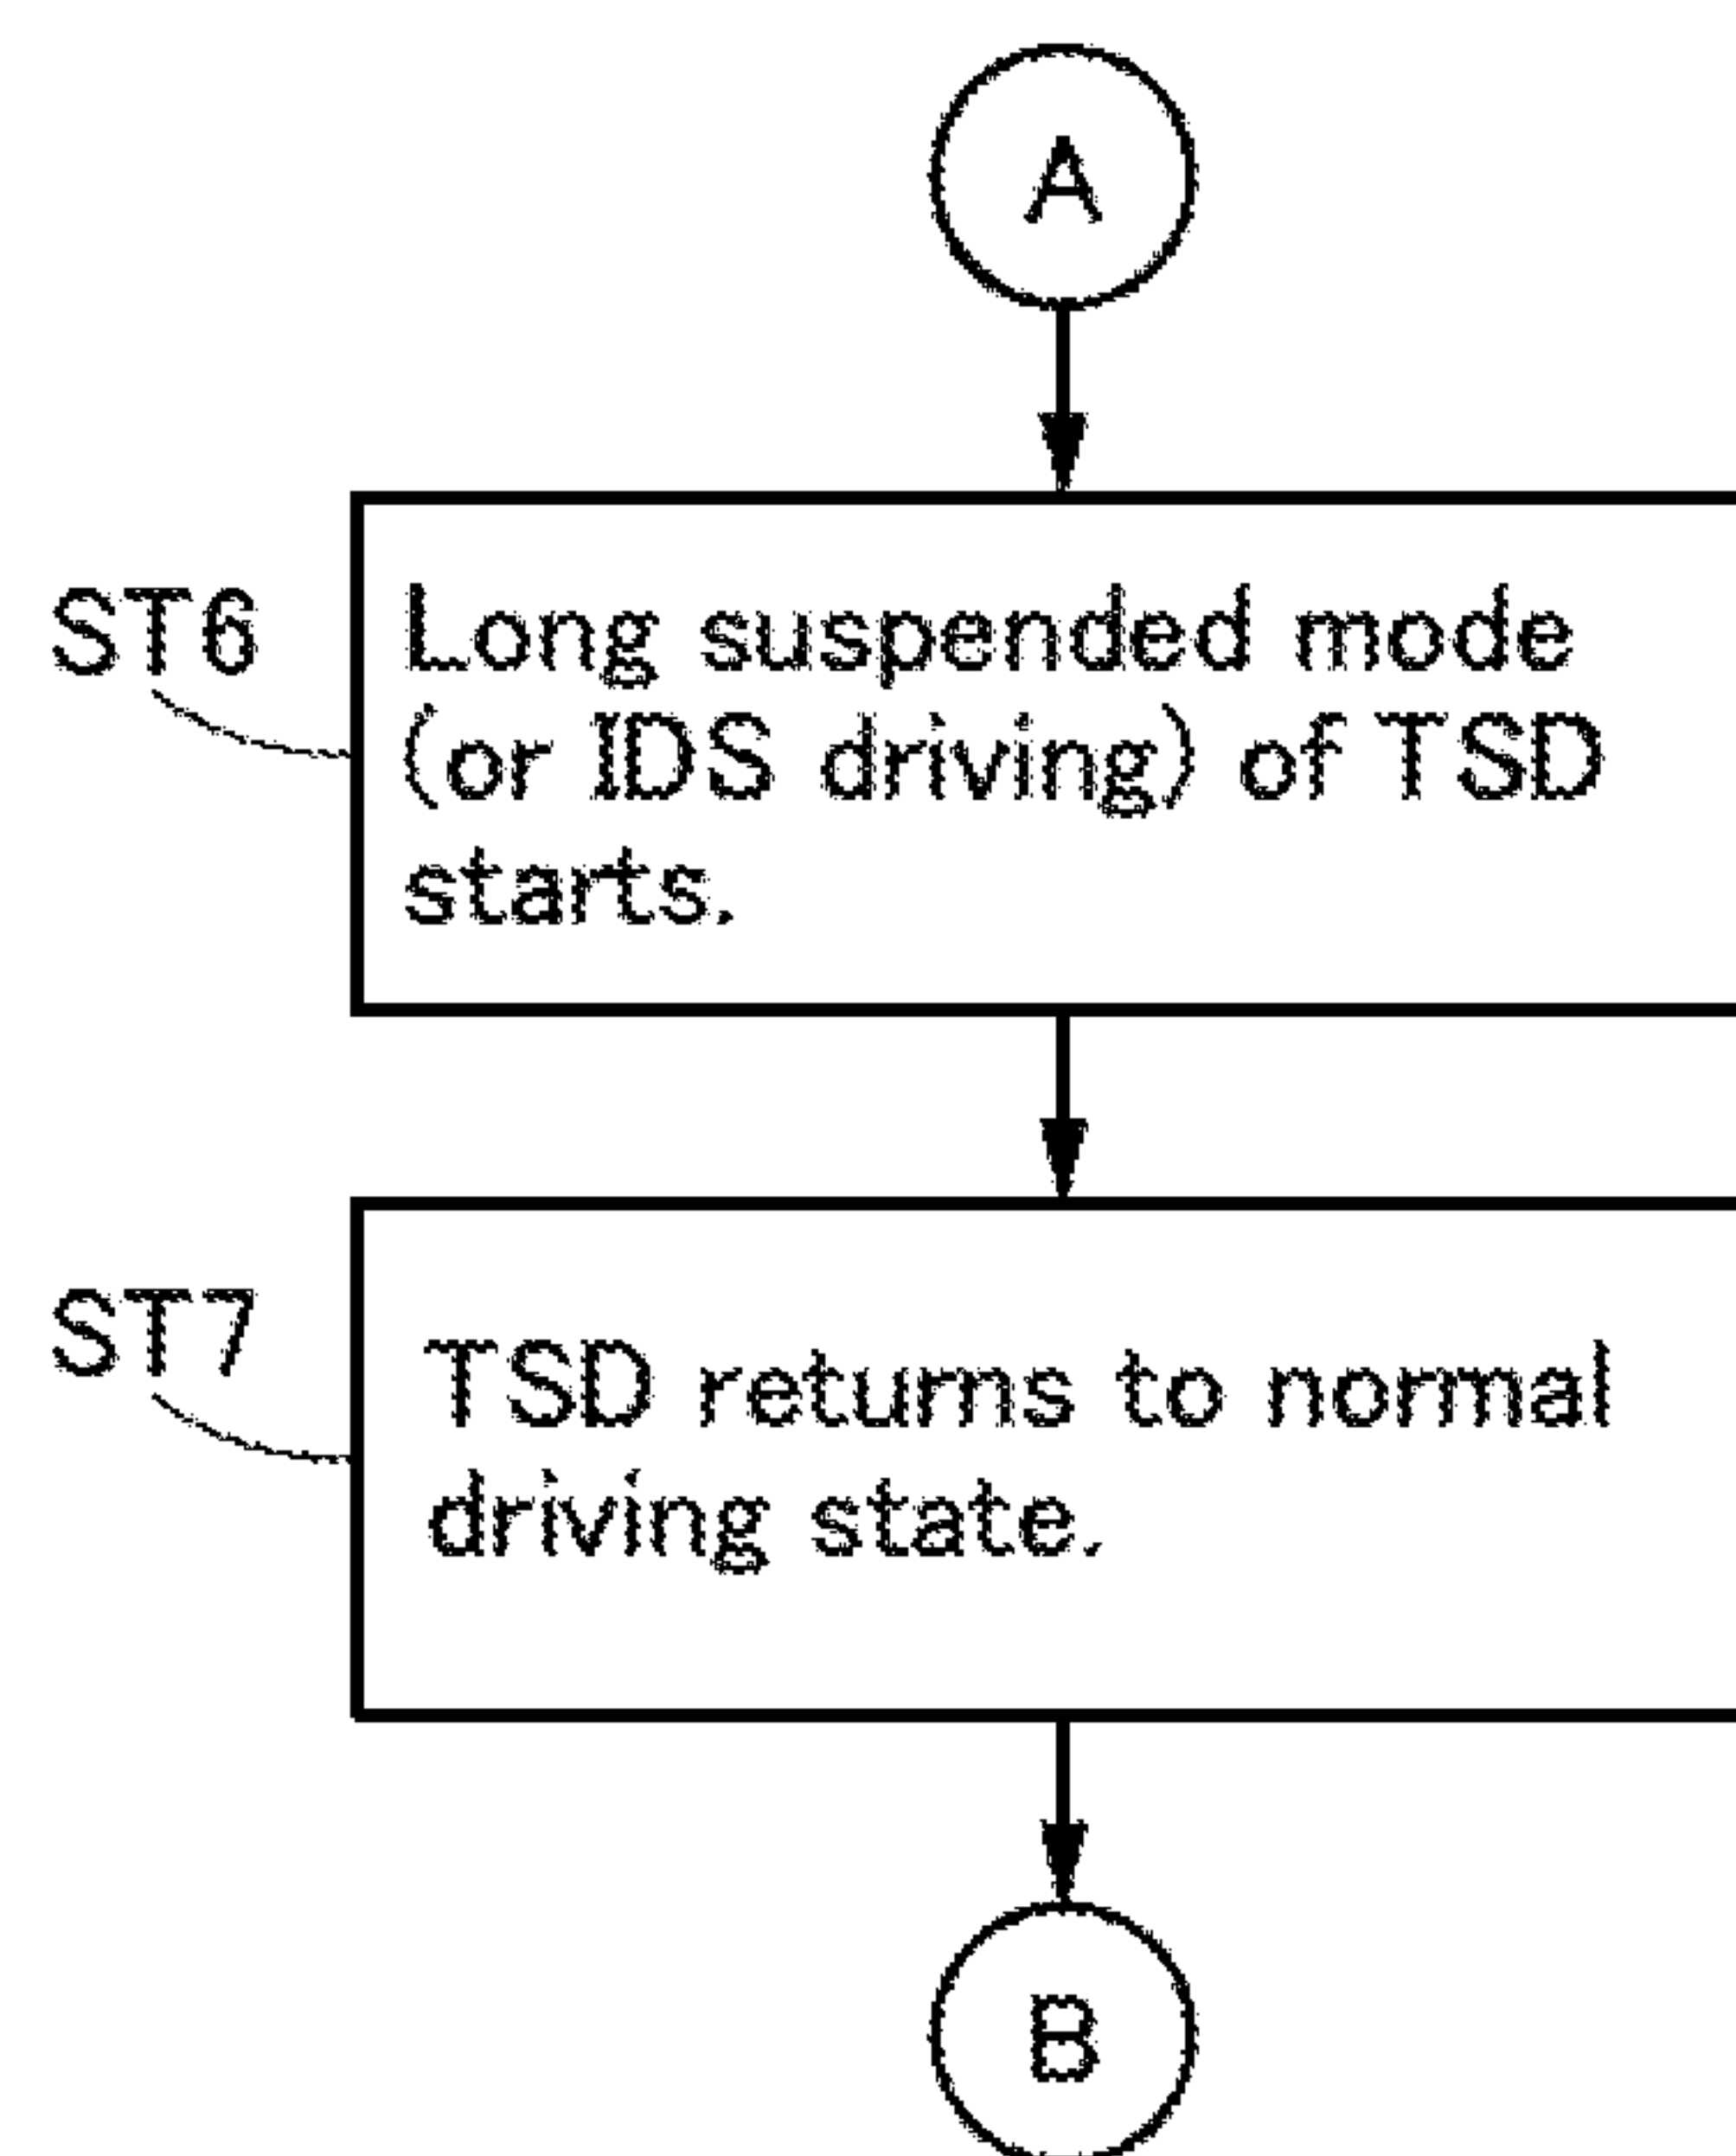 A
ST6
Long suspended mode
(or IDS driving) of TSD
starts.
ST7
TSD returns to normal
driving state.
B